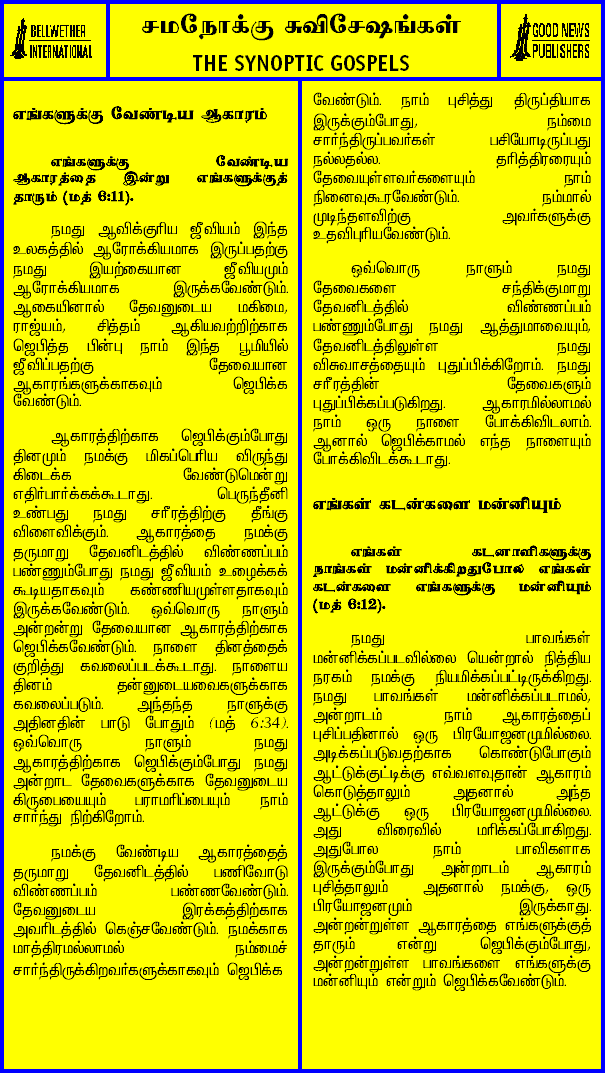 BELLWETHER
INTERNATIONAL
சமநோக்கு சுவிசேஷங்கள்
THE SYNOPTIC GOSPELS
GOOD NEWS
PUBLISHERS
எங்களுக்கு வேண்டிய ஆகாரம்
எங்களுக்கு வேண்டிய
ஆகாரத்தை இன்று எங்களுக்குத்
தாரும் (மத் 6:11).
நமது ஆவிக்குரிய ஜீவியம் இந்த
உலகத்தில் ஆரோக்கியமாக இருப்பதற்கு
நமது இயற்கையான ஜீவியமும்
ஆரோக்கியமாக இருக்கவேண்டும்.
ஆகையினால் தேவனுடைய மகிமை,
ராஜ்யம், சித்தம் ஆகியவற்றிற்காக
ஜெபித்த பின்பு நாம் இந்த பூமியில்
ஜீவிப்பதற்கு தேவையான
ஆகாரங்களுக்காகவும் ஜெபிக்க
வேண்டும்.
ஆகாரத்திற்காக ஜெபிக்கும்போது
தினமும் நமக்கு மிகப்பெரிய விருந்து
கிடைக்க வேண்டுமென்று
எதிர்பார்க்கக்கூடாது. பெருந்தீனி
உண்பது நமது சரீரத்திற்கு தீங்கு
விளைவிக்கும். ஆகாரத்தை நமக்கு
தருமாறு தேவனிடத்தில் விண்ணப்பம்
பண்ணும்போது நமது ஜீவியம் உழைக்கக்
கூடியதாகவும் கண்ணியமுள்ளதாகவும்
இருக்கவேண்டும். ஒவ்வொரு நாளும்
அன்றன்று தேவையான ஆகாரத்திற்காக
ஜெபிக்கவேண்டும். நாளை தினத்தைக்
குறித்து கவலைப்படக்கூடாது. நாளைய
தினம் தன்னுடையவைகளுக்காக
கவலைப்படும். அந்தந்த நாளுக்கு
அதினதின் பாடு போதும் (மத் 6:34).
ஒவ்வொரு நாளும் நமது
ஆகாரத்திற்காக ஜெபிக்கும்போது நமது
அன்றாட தேவைகளுக்காக தேவனுடைய
கிருபையையும் பராமரிப்பையும் நாம்
சார்ந்து நிற்கிறோம்.
நமக்கு வேண்டிய ஆகாரத்தைத்
தருமாறு தேவனிடத்தில் பணிவோடு
விண்ணப்பம் பண்ணவேண்டும்.
தேவனுடைய இரக்கத்திற்காக
அவரிடத்தில் கெஞ்சவேண்டும். நமக்காக
மாத்திரமல்லாமல் நம்மைச்
சார்ந்திருக்கிறவர்களுக்காகவும் ஜெபிக்க
வேண்டும். நாம் புசித்து திருப்தியாக
இருக்கும்போது, நம்மை
சார்ந்திருப்பவர்கள் பசியோடிருப்பது
நல்லதல்ல. தரித்திரரையும்
தேவையுள்ளவர்களையும் நாம்
நினைவுகூரவேண்டும். நம்மால்
முடிந்தளவிற்கு அவர்களுக்கு
உதவிபுரியவேண்டும்.
ஒவ்வொரு நாளும் நமது
தேவைகளை சந்திக்குமாறு
தேவனிடத்தில் விண்ணப்பம்
பண்ணும்போது நமது ஆத்துமாவையும்,
தேவனிடத்திலுள்ள நமது
விசுவாசத்தையும் புதுப்பிக்கிறோம். நமது
சரீரத்தின் தேவைகளும்
புதுப்பிக்கப்படுகிறது. ஆகாரமில்லாமல்
நாம் ஒரு நாளை போக்கிவிடலாம்.
ஆனால் ஜெபிக்காமல் எந்த நாளையும்
போக்கிவிடக்கூடாது.
எங்கள் கடன்களை மன்னியும்
எங்கள் கடனாளிகளுக்கு
நாங்கள் மன்னிக்கிறதுபோல எங்கள்
கடன்களை எங்களுக்கு மன்னியும்
(மத் 6:12).
நமது பாவங்கள்
மன்னிக்கப்படவில்லை யென்றால் நித்திய
நரகம் நமக்கு நியமிக்கப்பட்டிருக்கிறது.
நமது பாவங்கள் மன்னிக்கப்படாமல்,
அன்றாடம் நாம் ஆகாரத்தைப்
புசிப்பதினால் ஒரு பிரயோஜனமுமில்லை.
அடிக்கப்படுவதற்காக கொண்டுபோகும்
ஆட்டுக்குட்டிக்கு எவ்வளவுதான் ஆகாரம்
கொடுத்தாலும் அதனால் அந்த
ஆட்டுக்கு ஒரு பிரயோஜனமுமில்லை.
அது விரைவில் மரிக்கப்போகிறது.
அதுபோல நாம் பாவிகளாக
இருக்கும்போது அன்றாடம் ஆகாரம்
புசித்தாலும் அதனால் நமக்கு, ஒரு
பிரயோஜனமும் இருக்காது.
அன்றன்றுள்ள ஆகாரத்தை எங்களுக்குத்
தாரும் என்று ஜெபிக்கும்போது,
அன்றன்றுள்ள பாவங்களை எங்களுக்கு
மன்னியும் என்றும் ஜெபிக்கவேண்டும்.